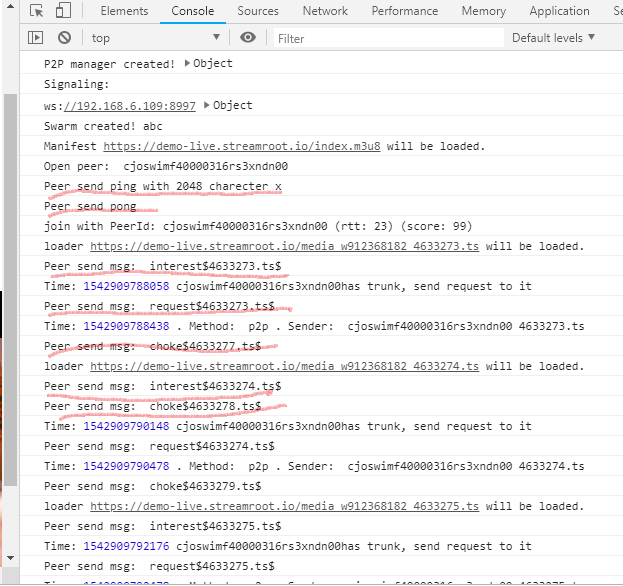 Elements Console Sources Network Performance Memory Application Se
top Filter Default levels
P2P manager created! Object
Signaling:
ws://192.168.6.109:8997 Object
Swarm created! abc
Manifest https://demo-live.streamroot.io/index.m3u8 will be loaded.
Open peer: cjoswimf40000316rs3xndn00
Peer send ping with 2048 charecter x
Peer send pong
join with PeerId: cjoswimf40000316rs3xndn00 (rtt: 23) (score: 99)
loader https://demo-live.streamroot.io/media_w912368182_4633273.ts will be loaded.
Peer send msg: interest$4633273.ts$
Time: 1542909788058 cjoswimf40000316rs3xndn00has trunk, send request to it
Peer send msg: request$4633273.ts$
Time: 1542909788438 . Method: p2p . Sender: cjoswimf40000316rs3xndn00 4633273.ts
Peer send msg: choke$4633277.ts$
loader https://demo-live.streamroot.io/media_w912368182_4633274.ts will be loaded.
Peer send msg: interest$4633274.ts$
Peer send msg: choke$4633278.ts$
Time: 1542909790148 cjoswimf40000316rs3xndn00has trunk, send request to it
Peer send msg: request$4633274.ts$
Time: 1542909790478 . Method: p2p . Sender: cjoswimf40000316rs3xndn00 4633274.ts
Peer send msg: choke$4633279.ts$
loader https://demo-live.streamroot.io/media_w912368182_4633275.ts will be loaded.
Peer send msg: interest$4633275.ts$
Time: 1542909792176 cjoswimf40000316rs3xndn00has trunk, send request to it
Peer send msg: request$4633275.ts$